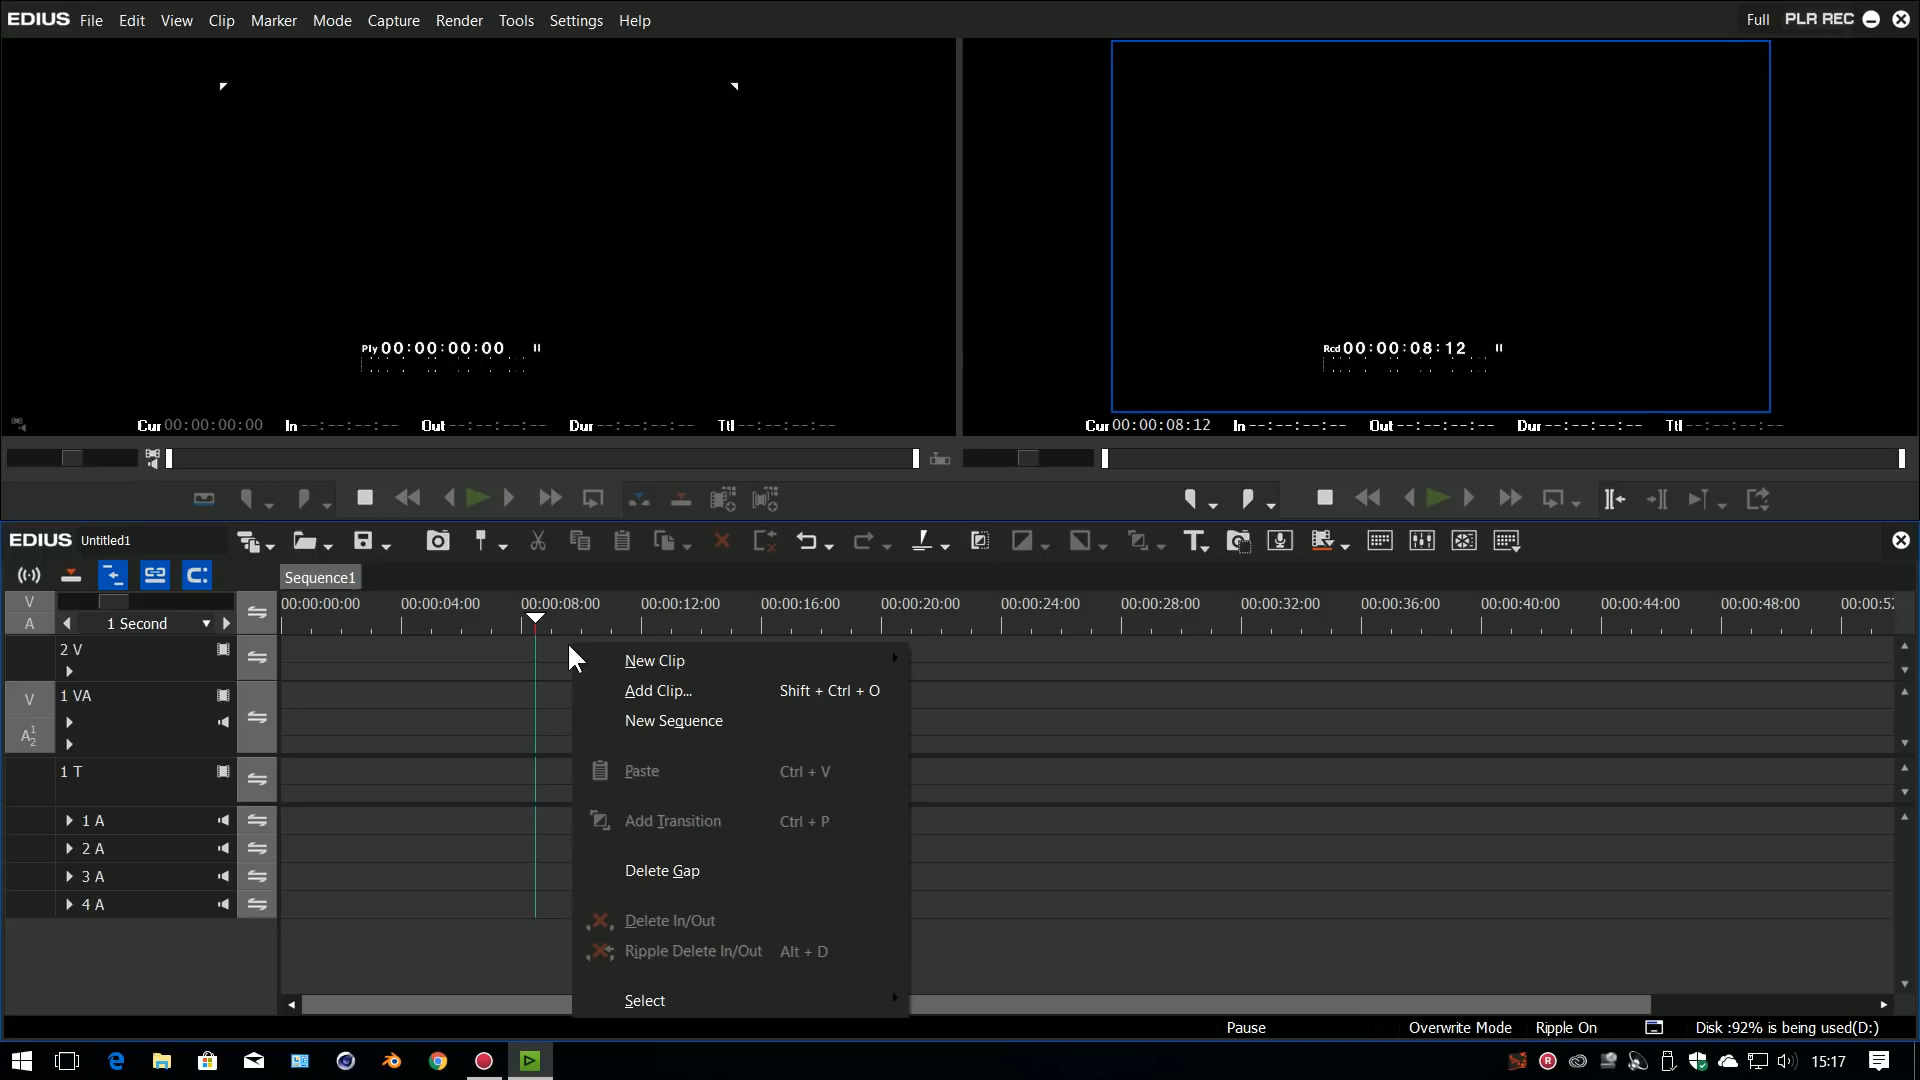 EDIUS File Edit View Clip Marker Mode Capture Render Tools Settings Help Full PLR REC
Ply 00:00:00:00
Rcd 00:00:08:12
Cur 00:00:00:00 In --:--:--:-- Out --:--:--:-- Dur --:--:--:-- Ttl --:--:--:--
Cur 00:00:08:12 In --:--:--:-- Out --:--:--:-- Dur --:--:--:-- Ttl --:--:--:--
EDIUS Untitled1
Sequence1
V
A
1 Second
00:00:00:00 00:00:04:00 00:00:08:00 00:00:12:00 00:00:16:00 00:00:20:00 00:00:24:00 00:00:28:00 00:00:32:00 00:00:36:00 00:00:40:00 00:00:44:00 00:00:48:00 00:00:52
2 V
V
1 VA
A 1 2
1 T
1 A
2 A
3 A
4 A
New Clip
Add Clip... Shift + Ctrl + O
New Sequence
Paste Ctrl + V
Add Transition Ctrl + P
Delete Gap
Delete In/Out
Ripple Delete In/Out Alt + D
Select
Pause Overwrite Mode Ripple On Disk :92% is being used(D:)
15:17